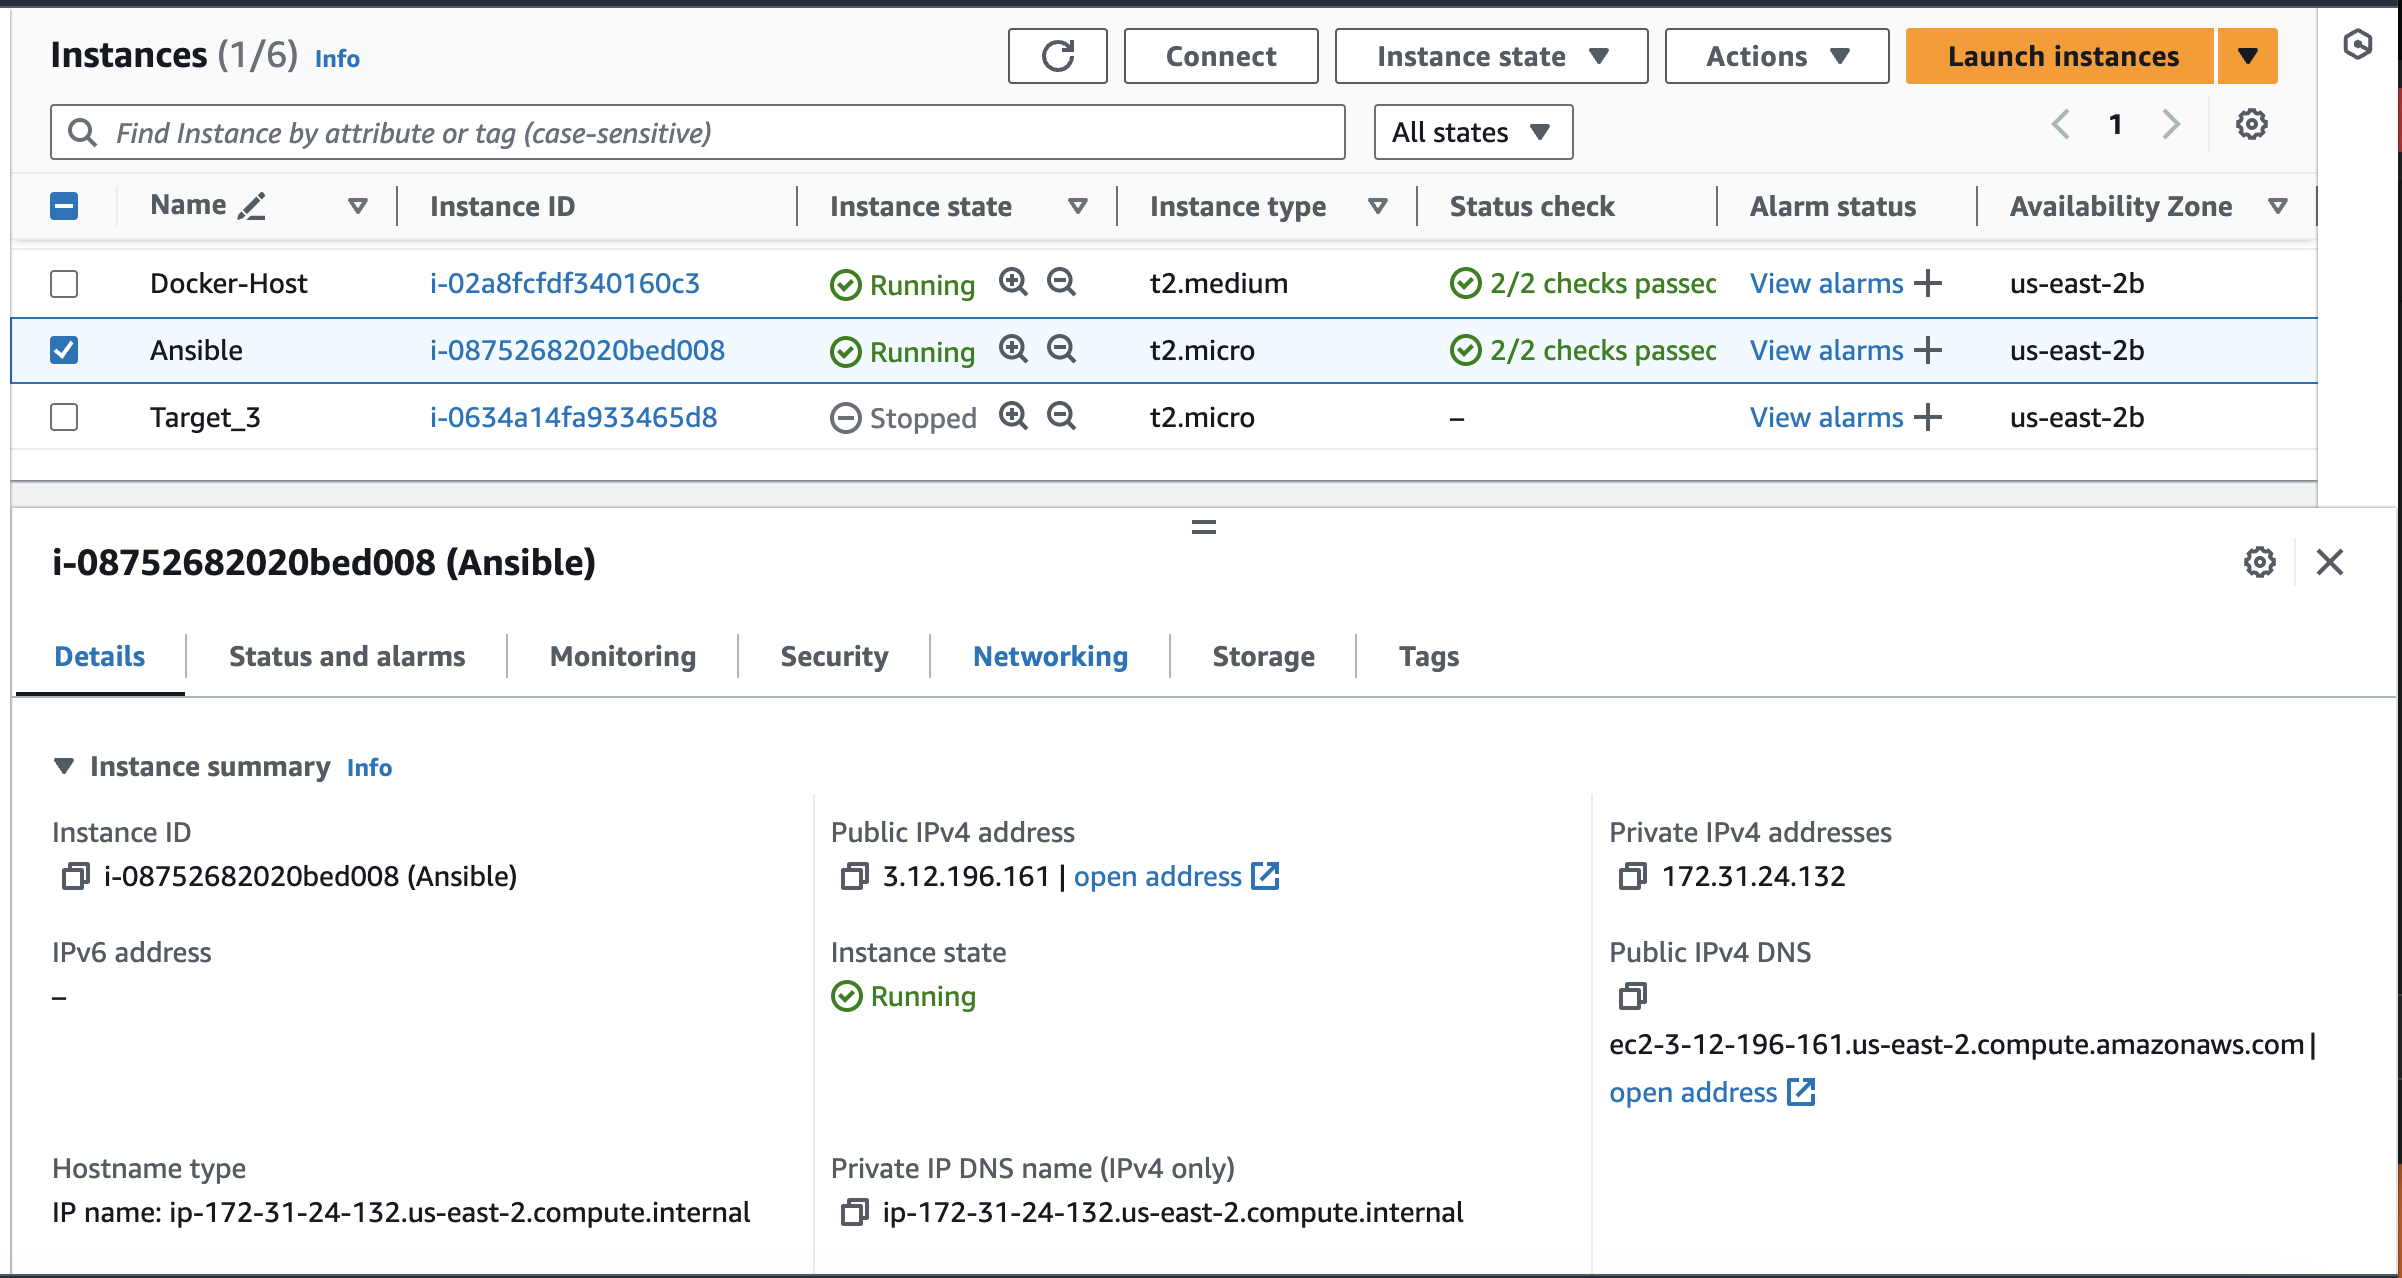 Instances (1/6) Info
Connect
Instance state
Actions
Launch instances
Find Instance by attribute or tag (case-sensitive)
All states
1
Name Instance ID Instance state Instance type Status check Alarm status Availability Zone
Docker-Host i-02a8fcfdf340160c3 Running t2.medium 2/2 checks passec View alarms + us-east-2b
Ansible i-08752682020bed008 Running t2.micro 2/2 checks passec View alarms + us-east-2b
Target_3 i-0634a14fa933465d8 Stopped t2.micro – View alarms + us-east-2b
i-08752682020bed008 (Ansible)
Details Status and alarms Monitoring Security Networking Storage Tags
Instance summary Info
Instance ID
i-08752682020bed008 (Ansible)
Public IPv4 address
3.12.196.161 | open address
Private IPv4 addresses
172.31.24.132
IPv6 address
–
Instance state
Running
Public IPv4 DNS
ec2-3-12-196-161.us-east-2.compute.amazonaws.com |
open address
Hostname type
IP name: ip-172-31-24-132.us-east-2.compute.internal
Private IP DNS name (IPv4 only)
ip-172-31-24-132.us-east-2.compute.internal